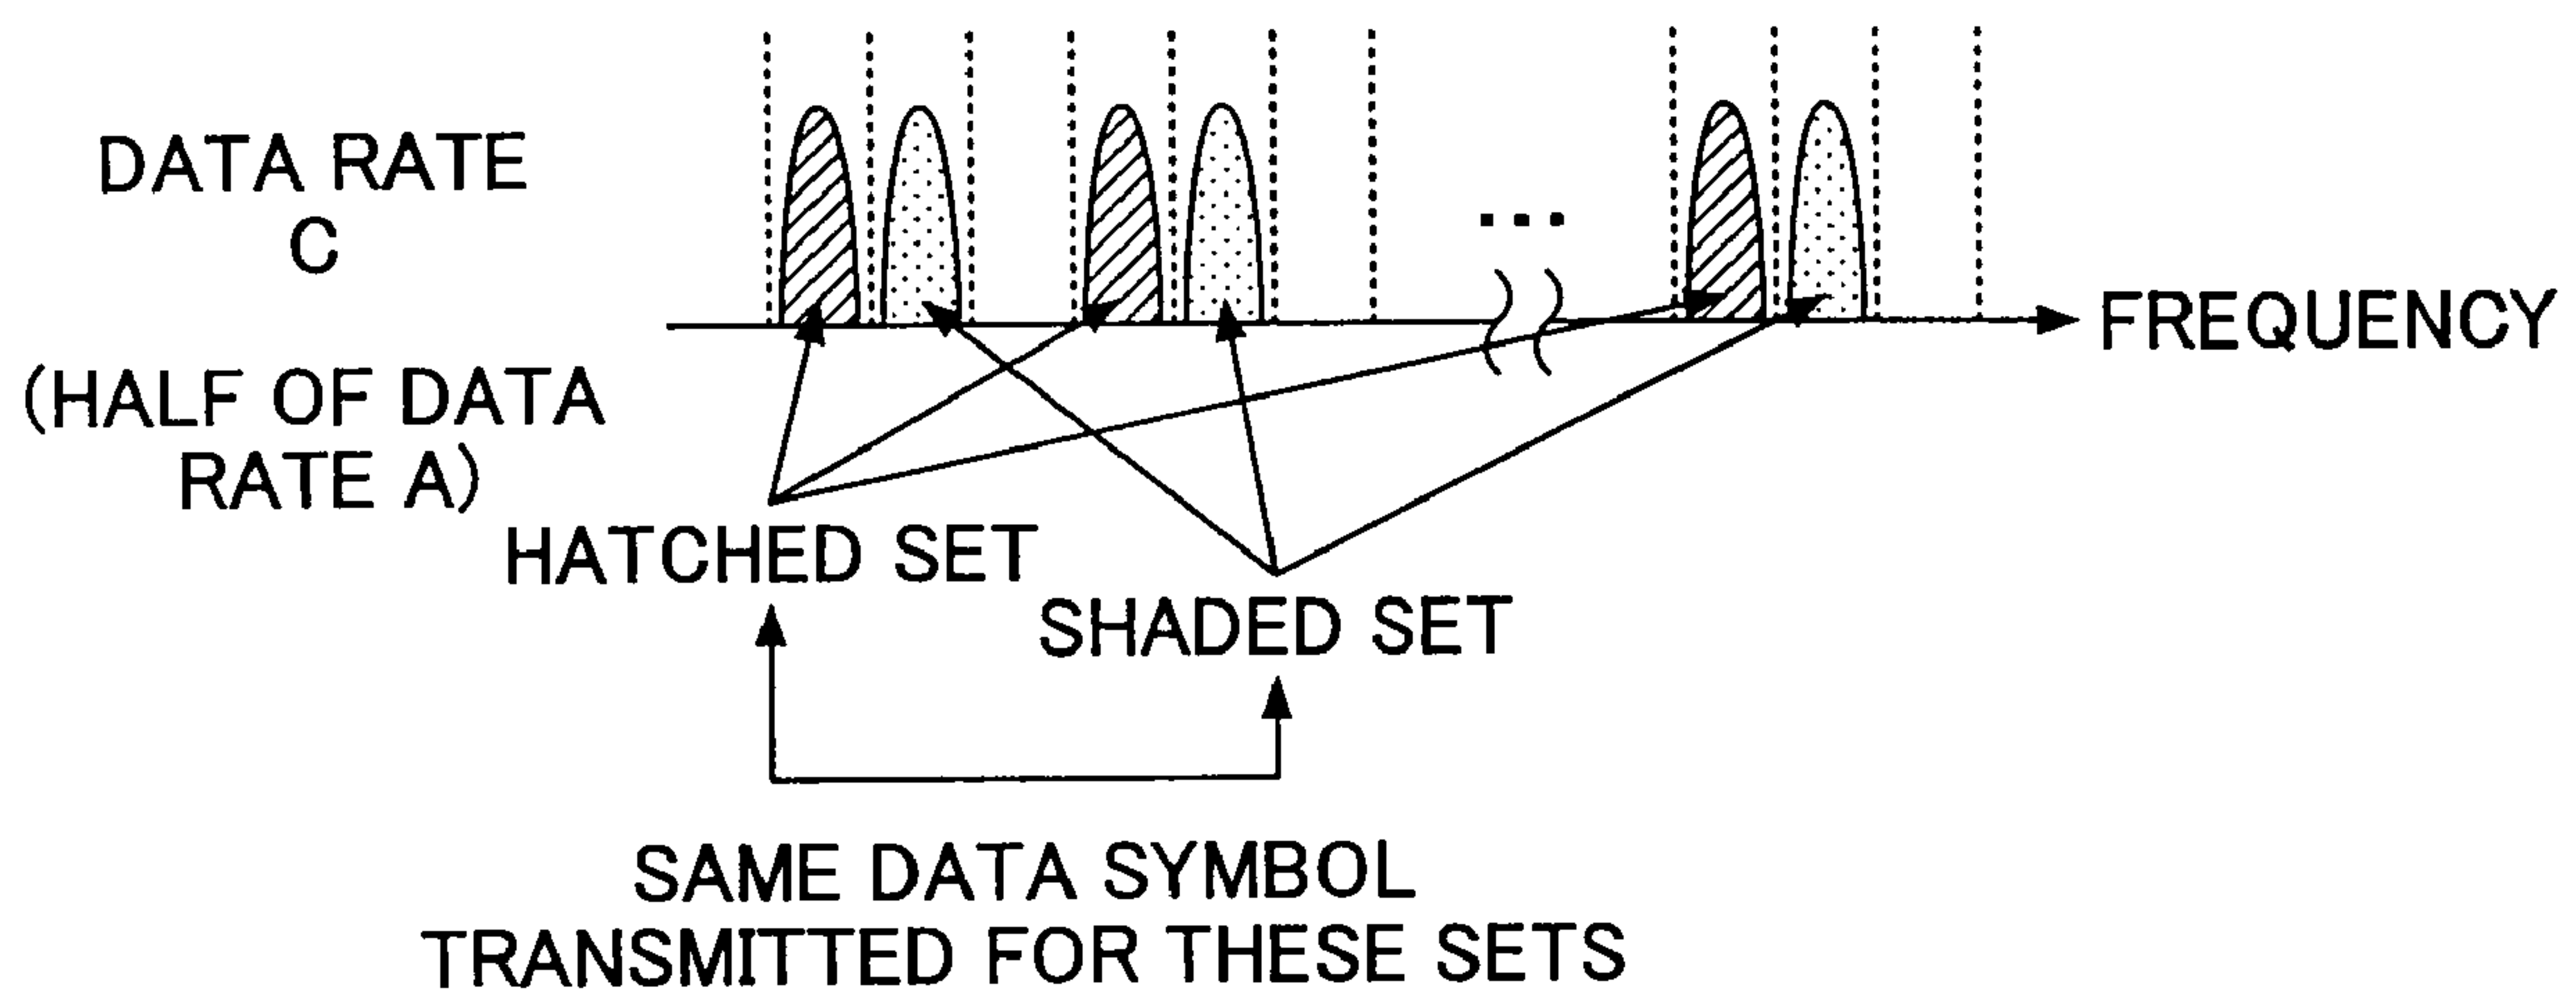 DATA RATE
C
(HALF OF DATA
RATE A)
...
FREQUENCY
HATCHED SET
SHADED SET
SAME DATA SYMBOL
TRANSMITTED FOR THESE SETS